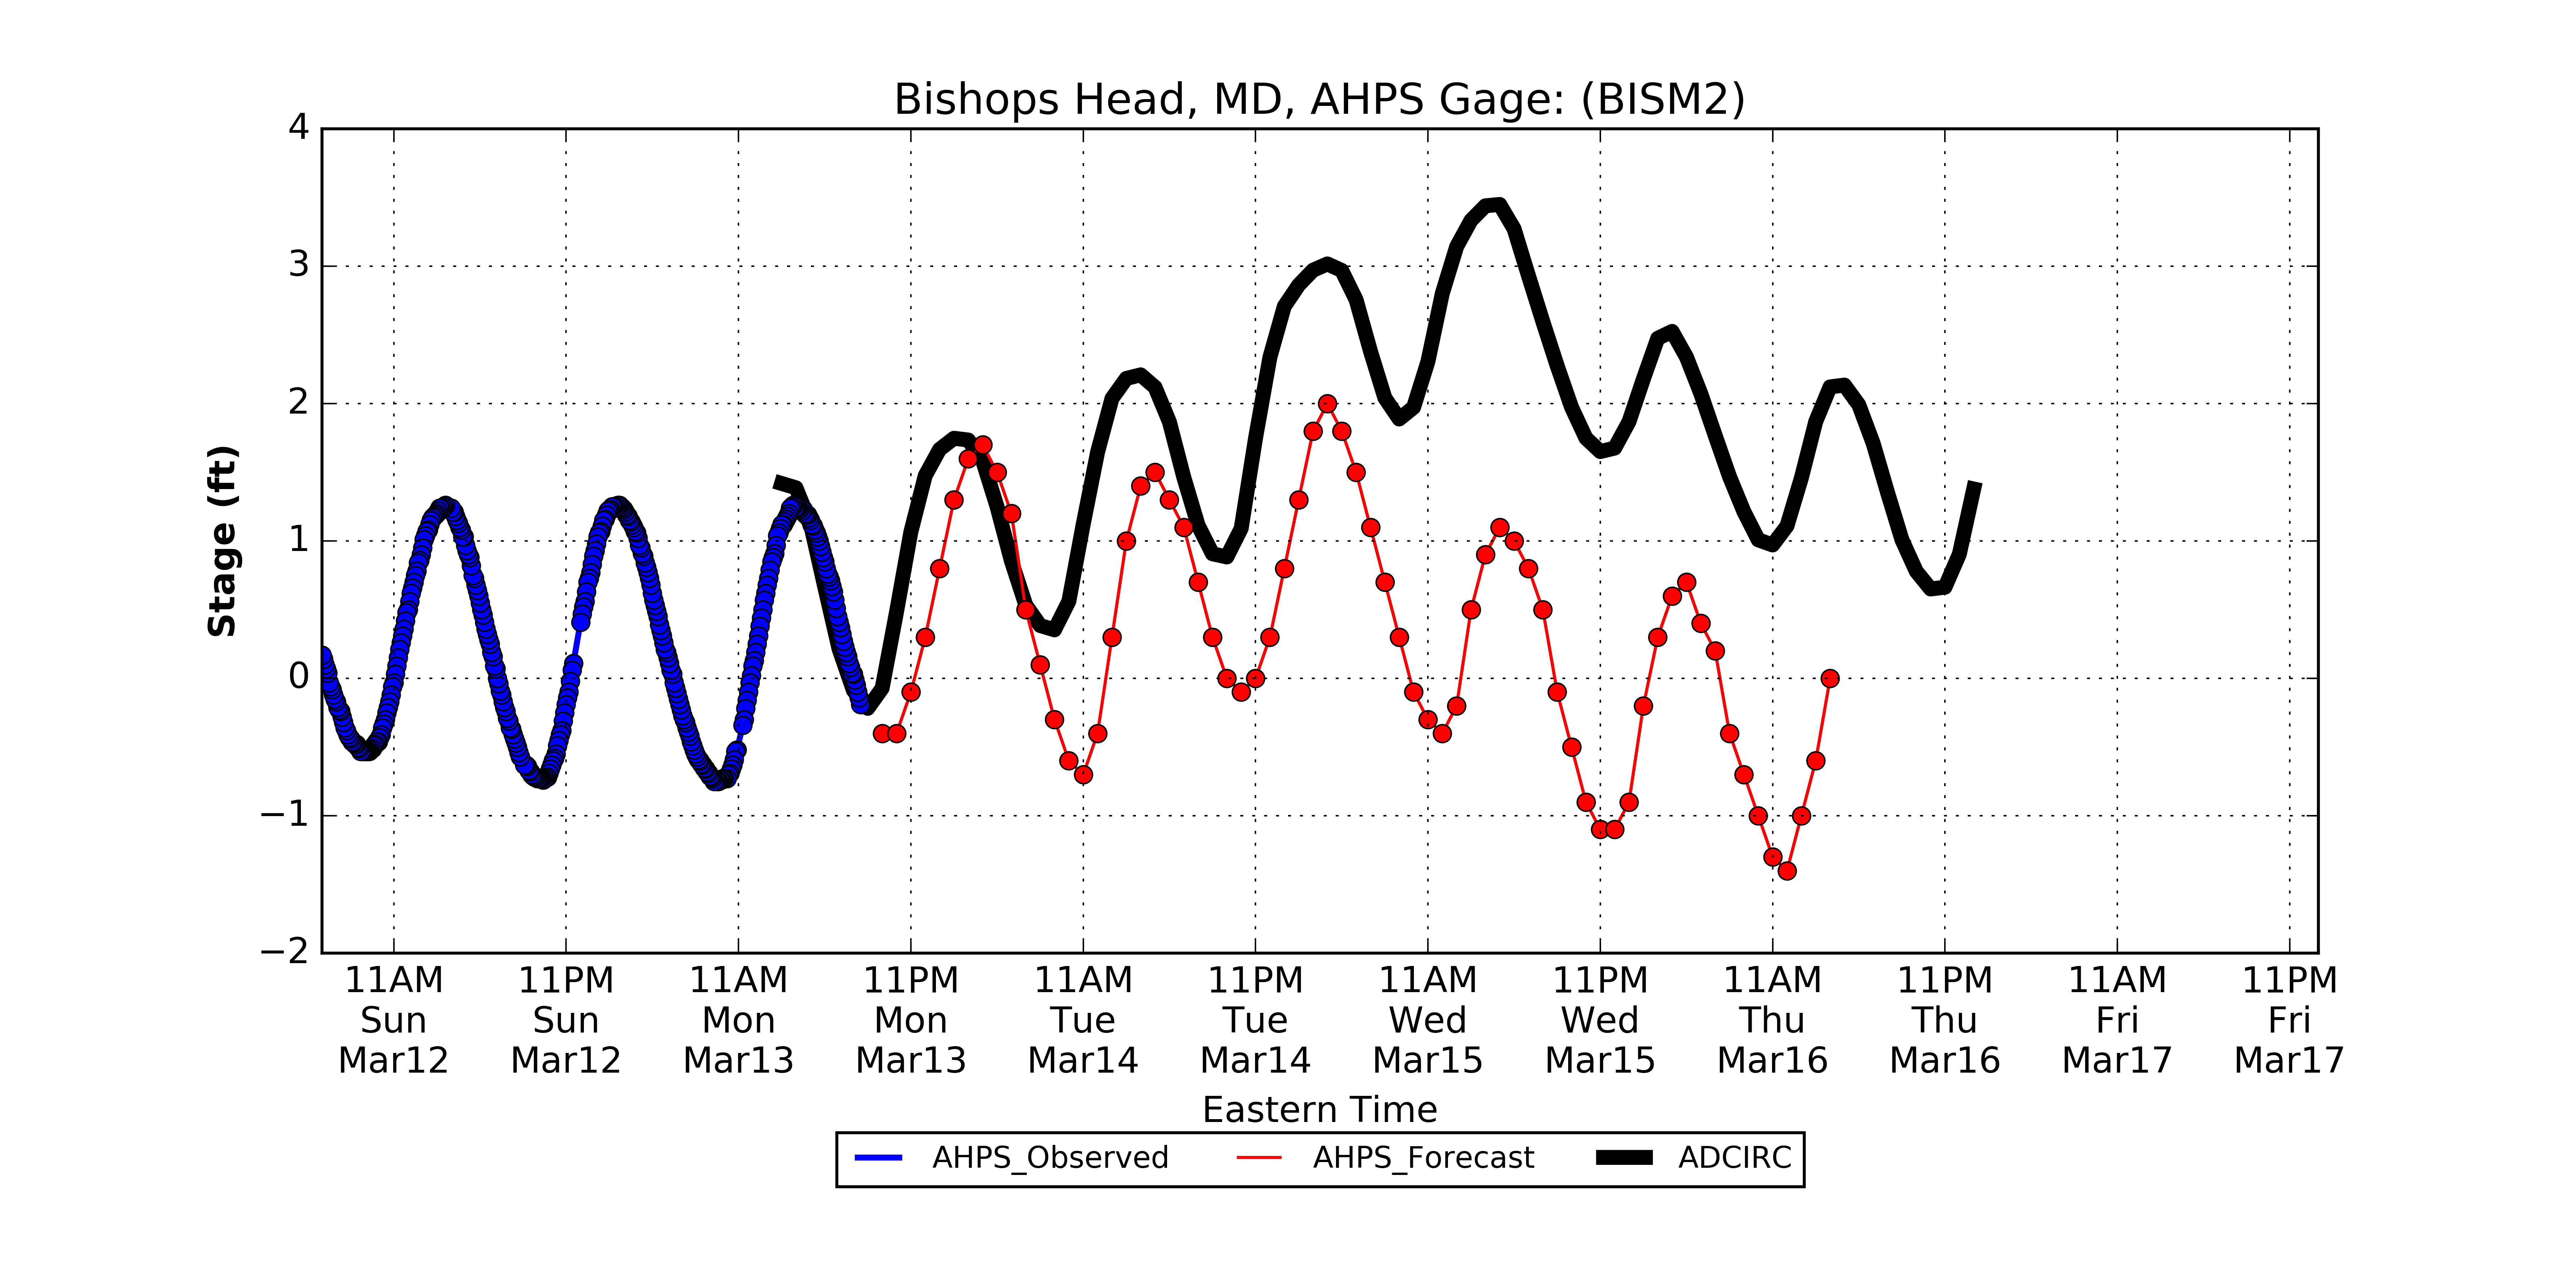 Bishops Head, MD, AHPS Gage: (BISM2)
4
3
2
1
0
−1
−2
Stage (ft)
11AM 11PM 11AM 11PM 11AM 11PM 11AM 11PM 11AM 11PM 11AM 11PM
Sun Sun Mon Mon Tue Tue Wed Wed Thu Thu Fri Fri
Mar12 Mar12 Mar13 Mar13 Mar14 Mar14 Mar15 Mar15 Mar16 Mar16 Mar17 Mar17
Eastern Time
AHPS_Observed AHPS_Forecast ADCIRC